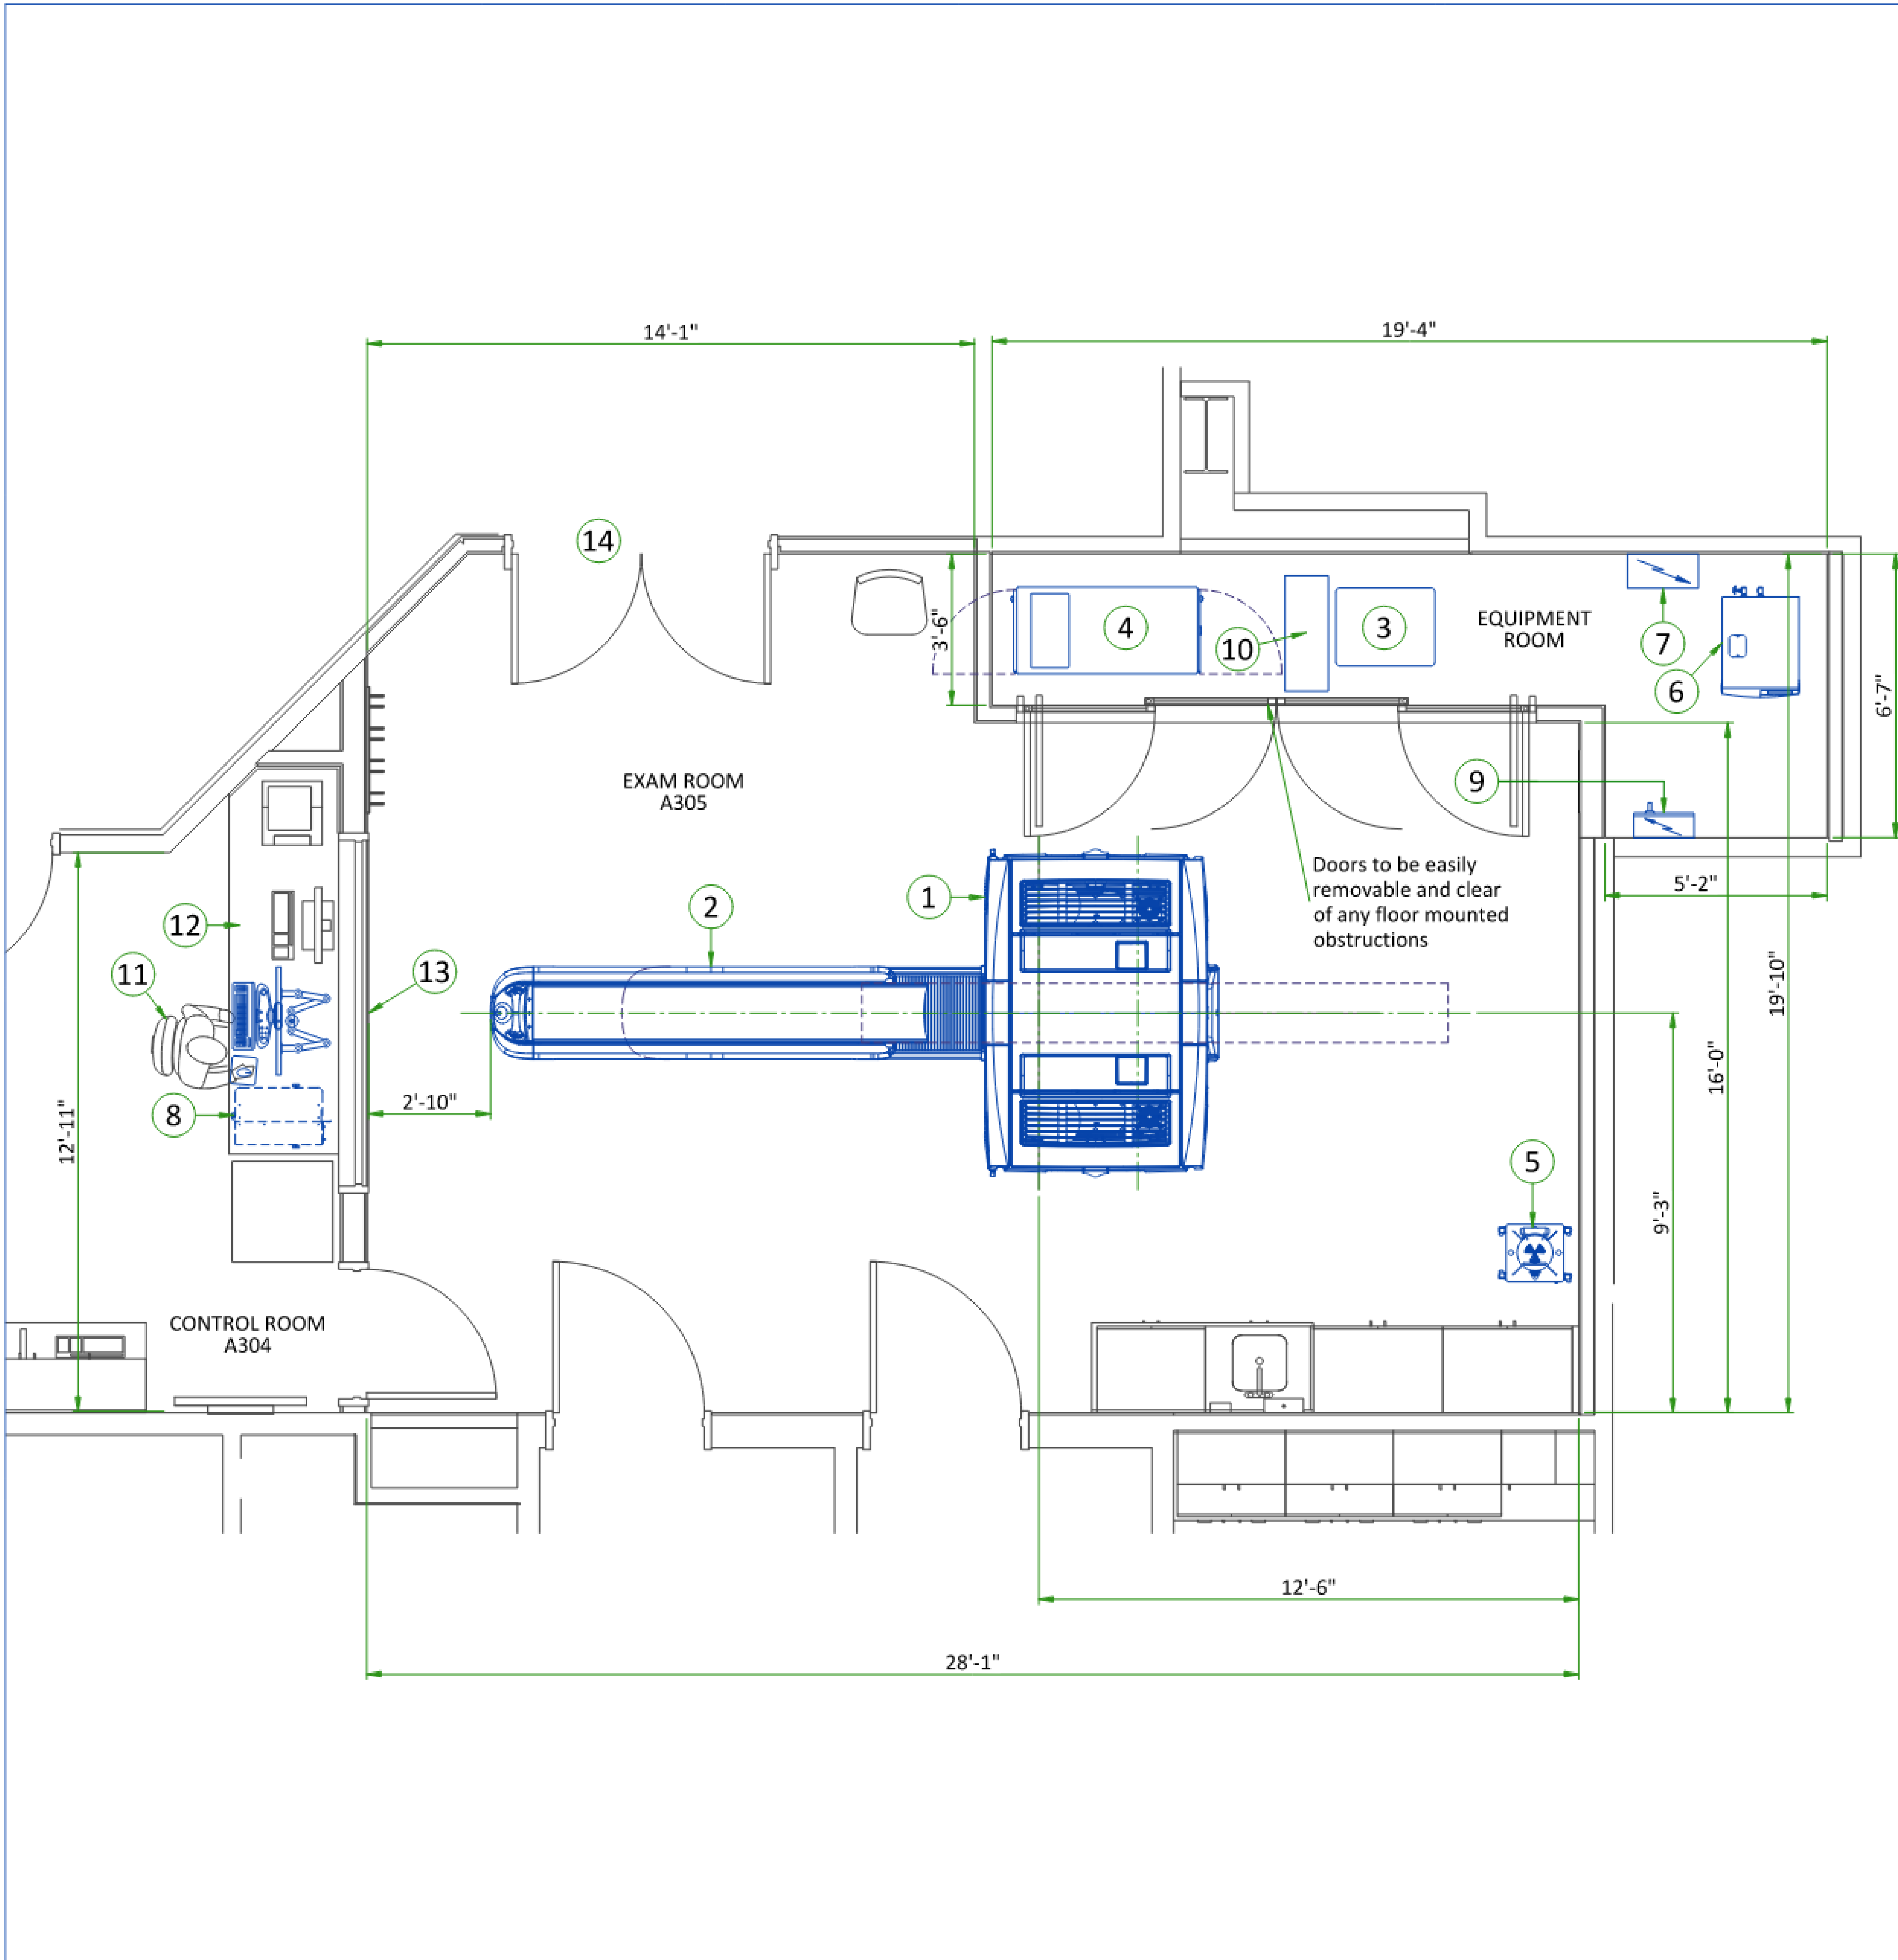 14'-1"
19'-4"
14
3'-6"
4
10
3
EQUIPMENT
ROOM
7
6
6'-7"
EXAM ROOM
A305
9
Doors to be easily
removable and clear
of any floor mounted
obstructions
5'-2"
1
2
12
13
11
19'-10"
16'-0"
2'-10"
8
12'-11"
5
9'-3"
CONTROL ROOM
A304
12'-6"
28'-1"